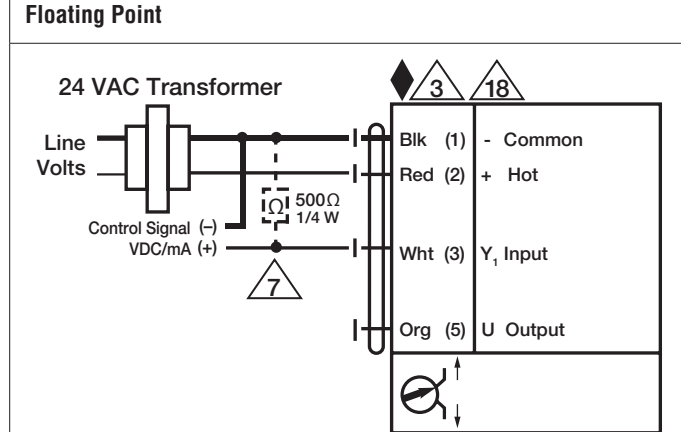 Floating Point
24 VAC Transformer
3
18
Line
Volts
Blk (1) - Common
Red (2) + Hot
Ω
500Ω
1/4 W
Control Signal (–)
VDC/mA (+)
Wht (3) Y₁ Input
7
Org (5) U Output